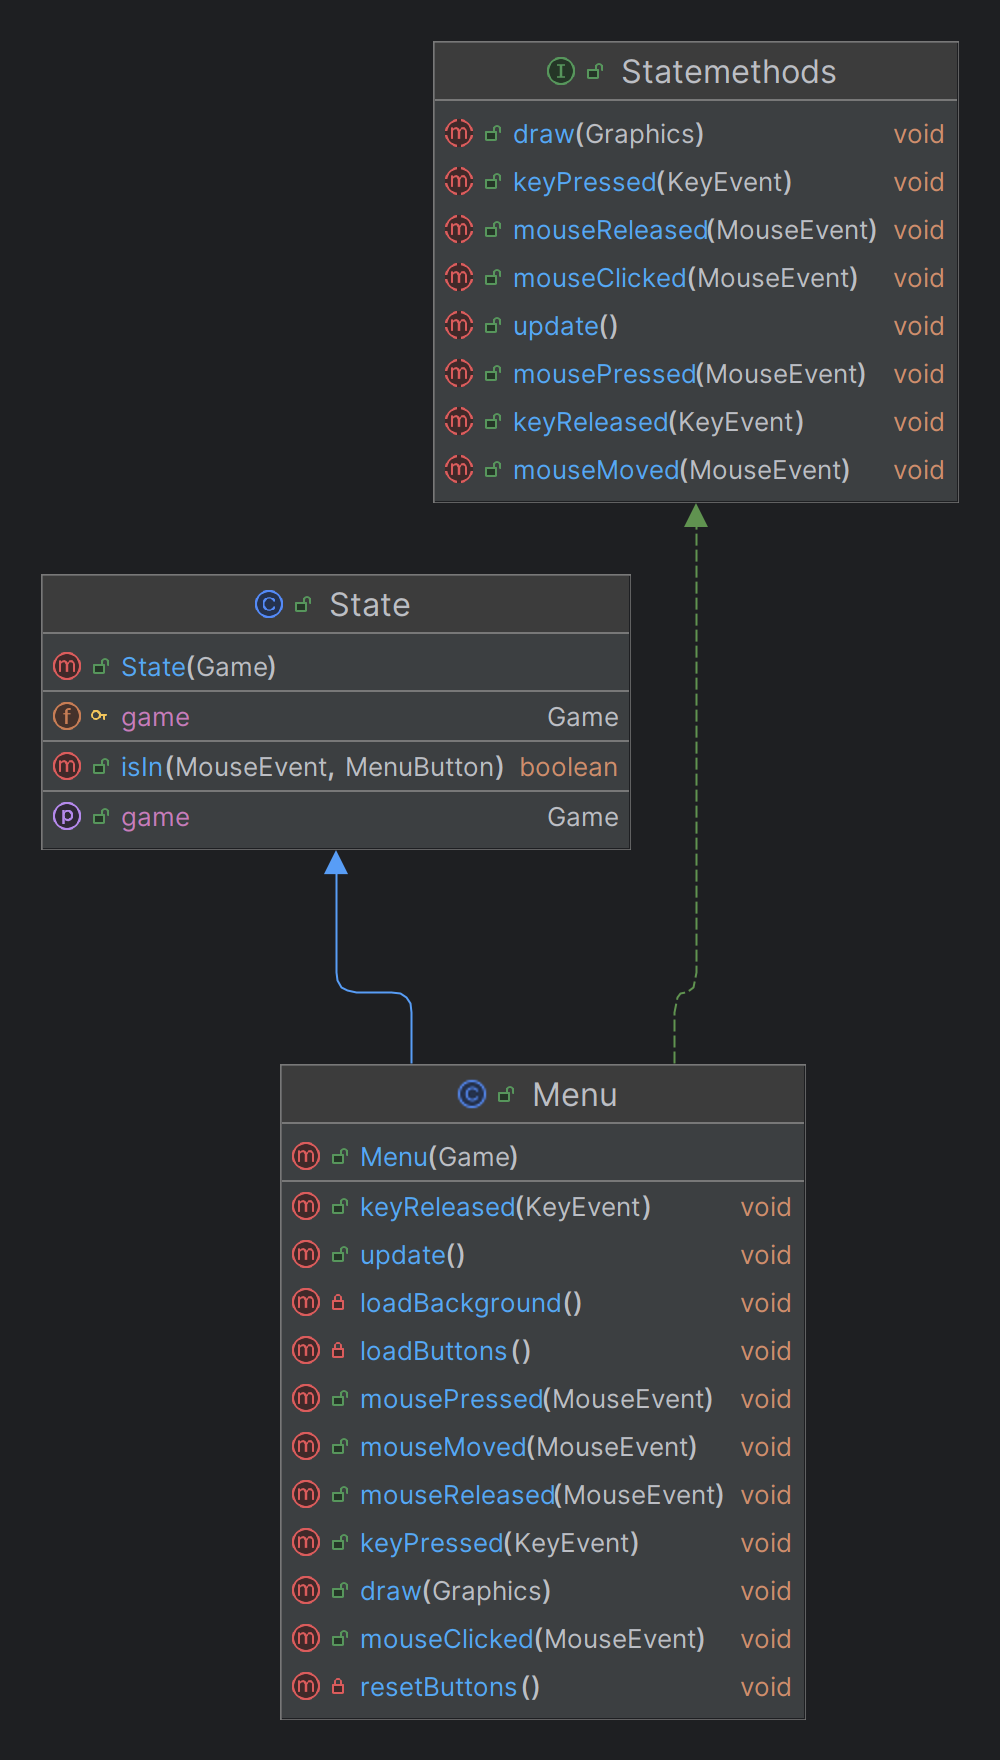 Statemethods
draw(Graphics) void
keyPressed(KeyEvent) void
mouseReleased(MouseEvent) void
mouseClicked(MouseEvent) void
update() void
mousePressed(MouseEvent) void
keyReleased(KeyEvent) void
mouseMoved(MouseEvent) void
State
State(Game)
game Game
isIn(MouseEvent, MenuButton) boolean
game Game
Menu
Menu(Game)
keyReleased(KeyEvent) void
update() void
loadBackground() void
loadButtons() void
mousePressed(MouseEvent) void
mouseMoved(MouseEvent) void
mouseReleased(MouseEvent) void
keyPressed(KeyEvent) void
draw(Graphics) void
mouseClicked(MouseEvent) void
resetButtons() void